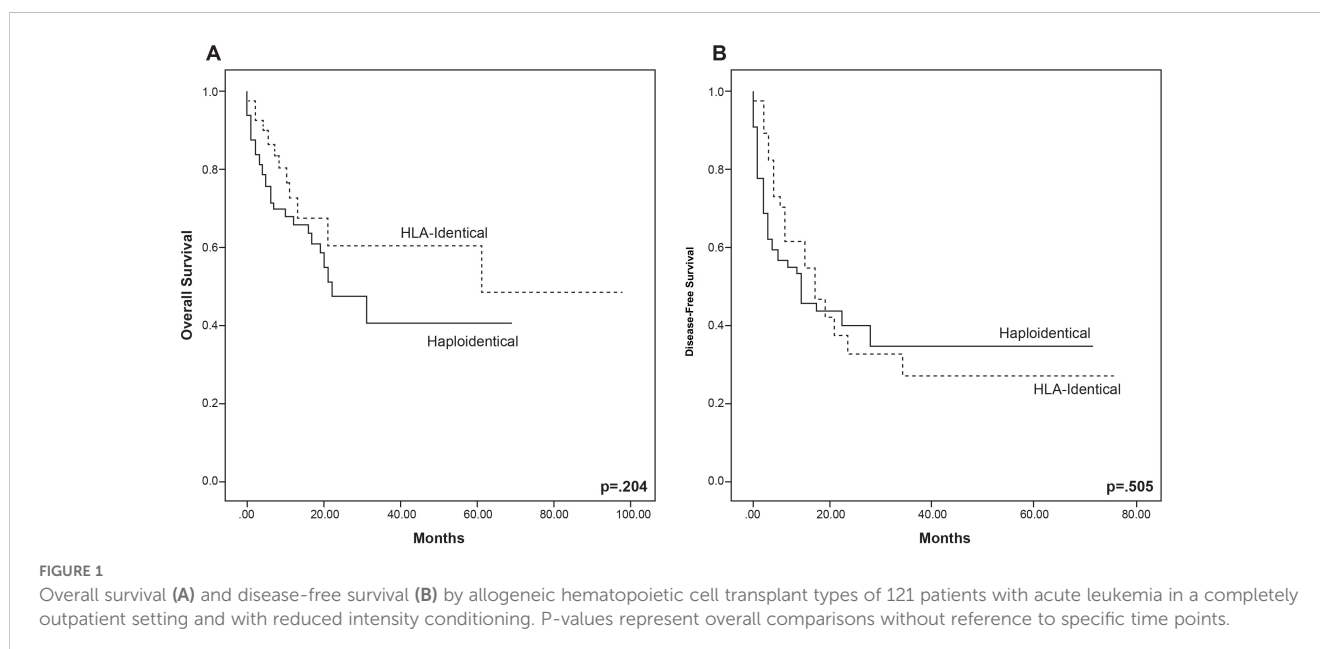 A
1.0
0.8
0.6
0.4
0.2
0.0
Overall Survival
HLA-Identical
Haploidentical
p=.204
.00 20.00 40.00 60.00 80.00 100.00
Months
B
1.0
0.8
0.6
0.4
0.2
0.0
Disease-Free Survival
Haploidentical
HLA-Identical
p=.505
.00 20.00 40.00 60.00 80.00
Months
FIGURE 1
Overall survival (A) and disease-free survival (B) by allogeneic hematopoietic cell transplant types of 121 patients with acute leukemia in a completely
outpatient setting and with reduced intensity conditioning. P-values represent overall comparisons without reference to specific time points.